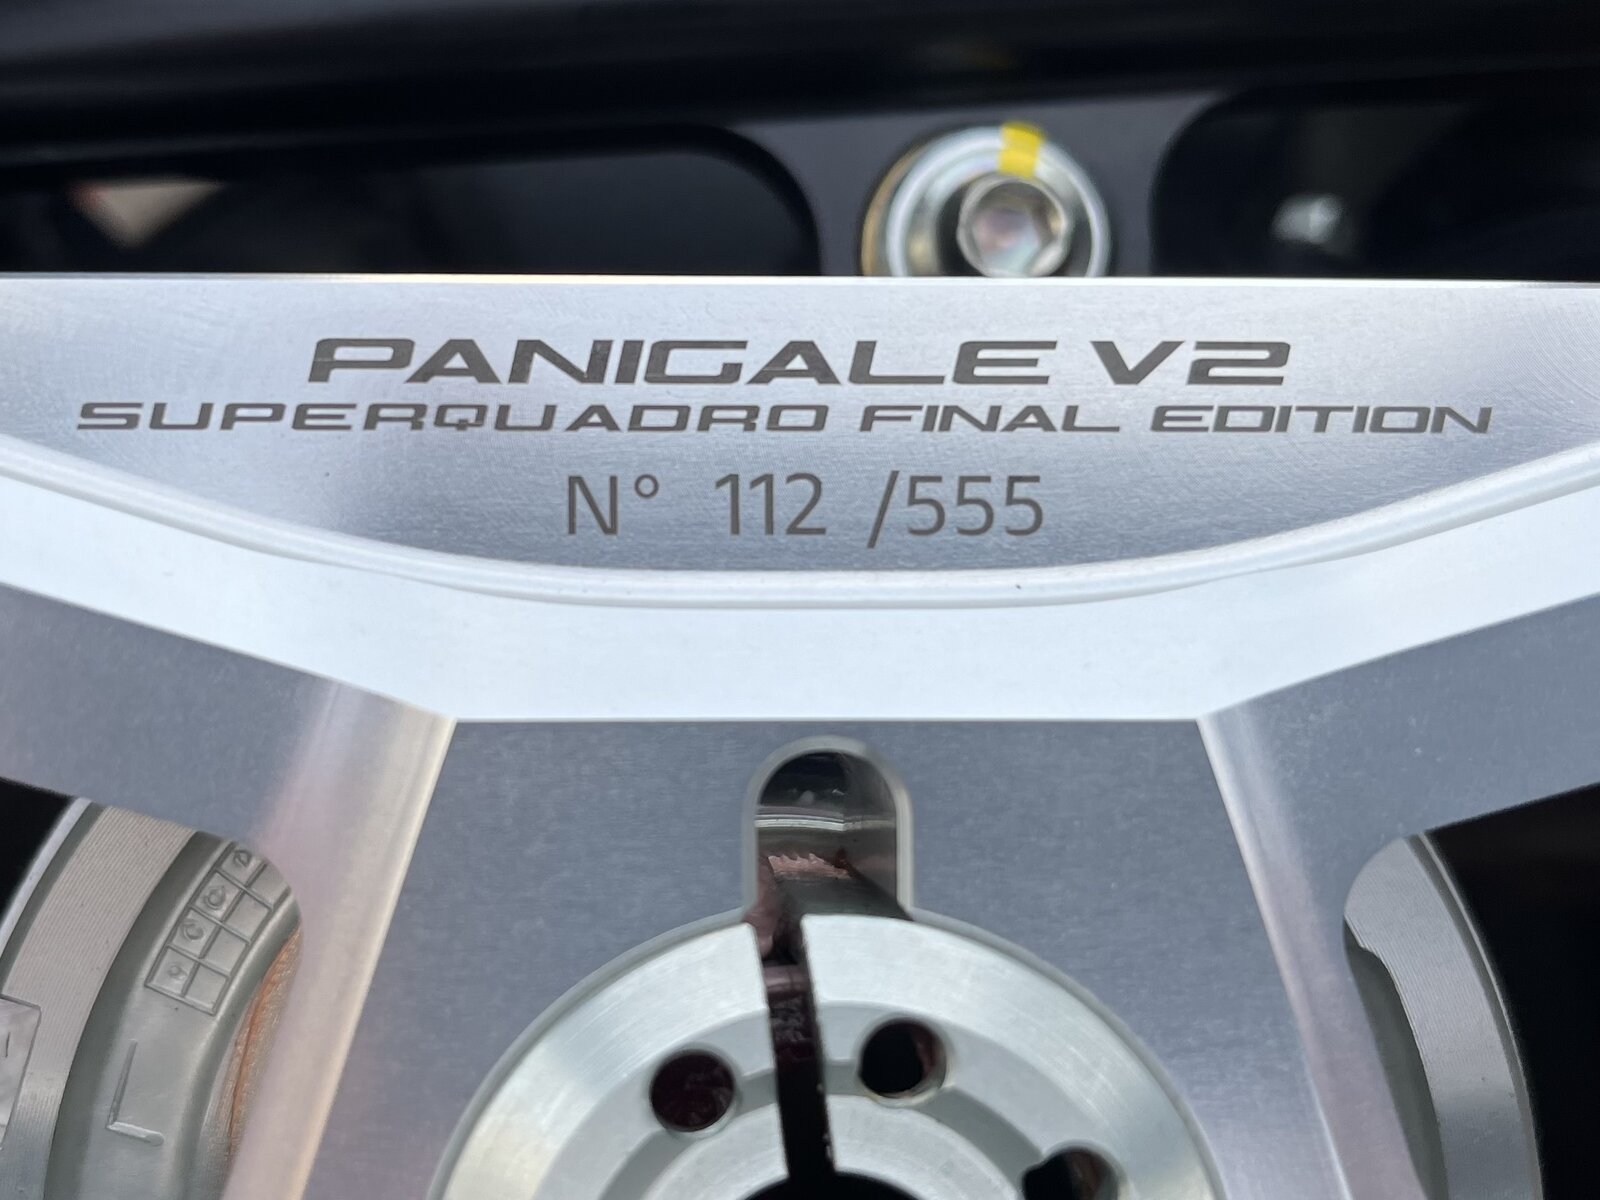 PANIGALE V2
SUPERQUADRO FINAL EDITION
N° 112 /555